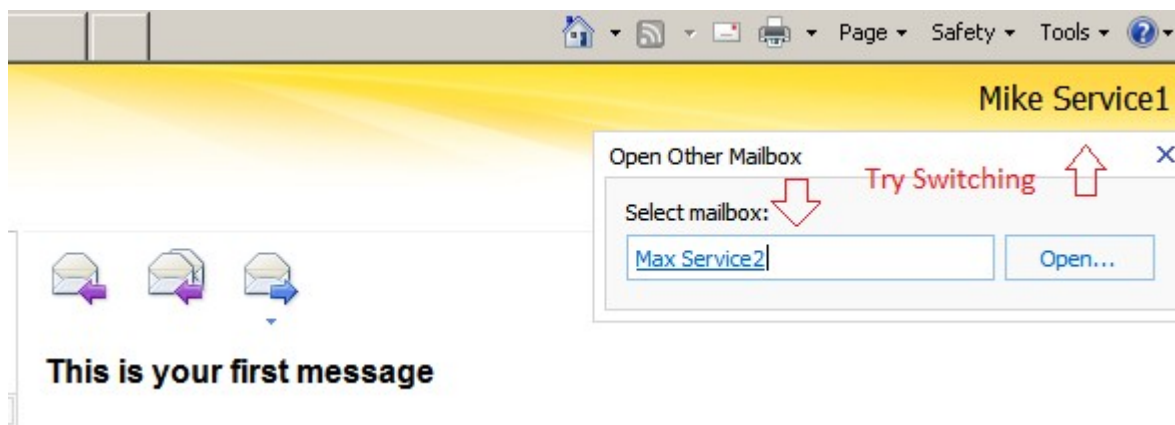 Page Safety Tools
Mike Service1
Open Other Mailbox
Try Switching
Select mailbox:
Max Service2 Open...
This is your first message